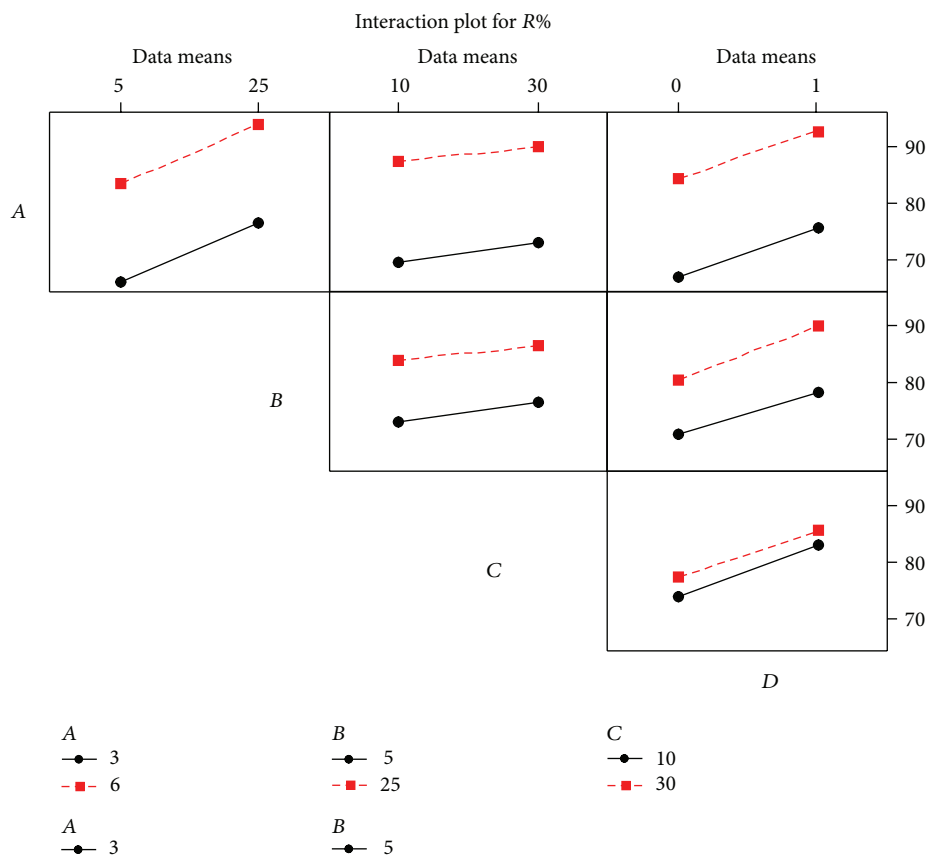 Interaction plot for R%
Data means Data means Data means
5 25 10 30 0 1
A
90
80
70
B
90
80
70
C
90
80
70
D
A B C
3 5 10
6 25 30
A B
3 5